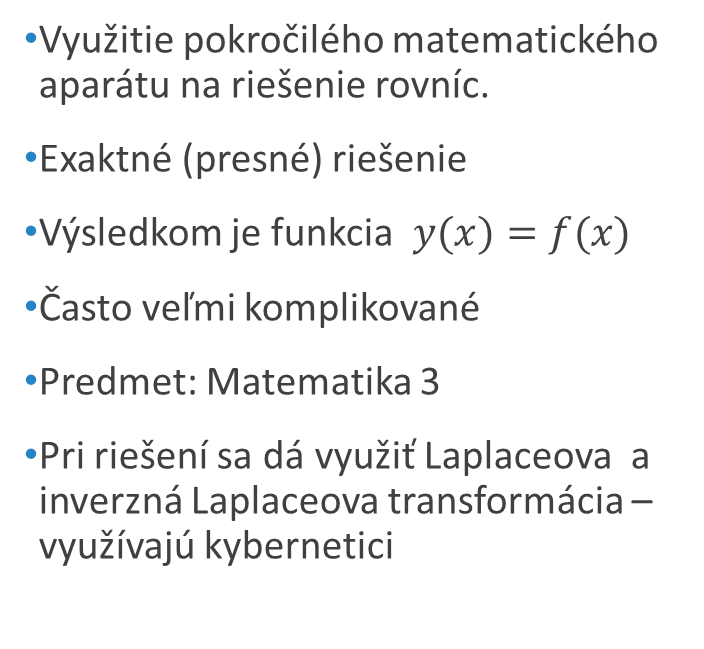 •Využitie pokročilého matematického
aparátu na riešenie rovníc.
•Exaktné (presné) riešenie
•Výsledkom je funkcia y(x) = f(x)
•Často veľmi komplikované
•Predmet: Matematika 3
•Pri riešení sa dá využiť Laplaceova a
inverzná Laplaceova transformácia –
využívajú kybernetici